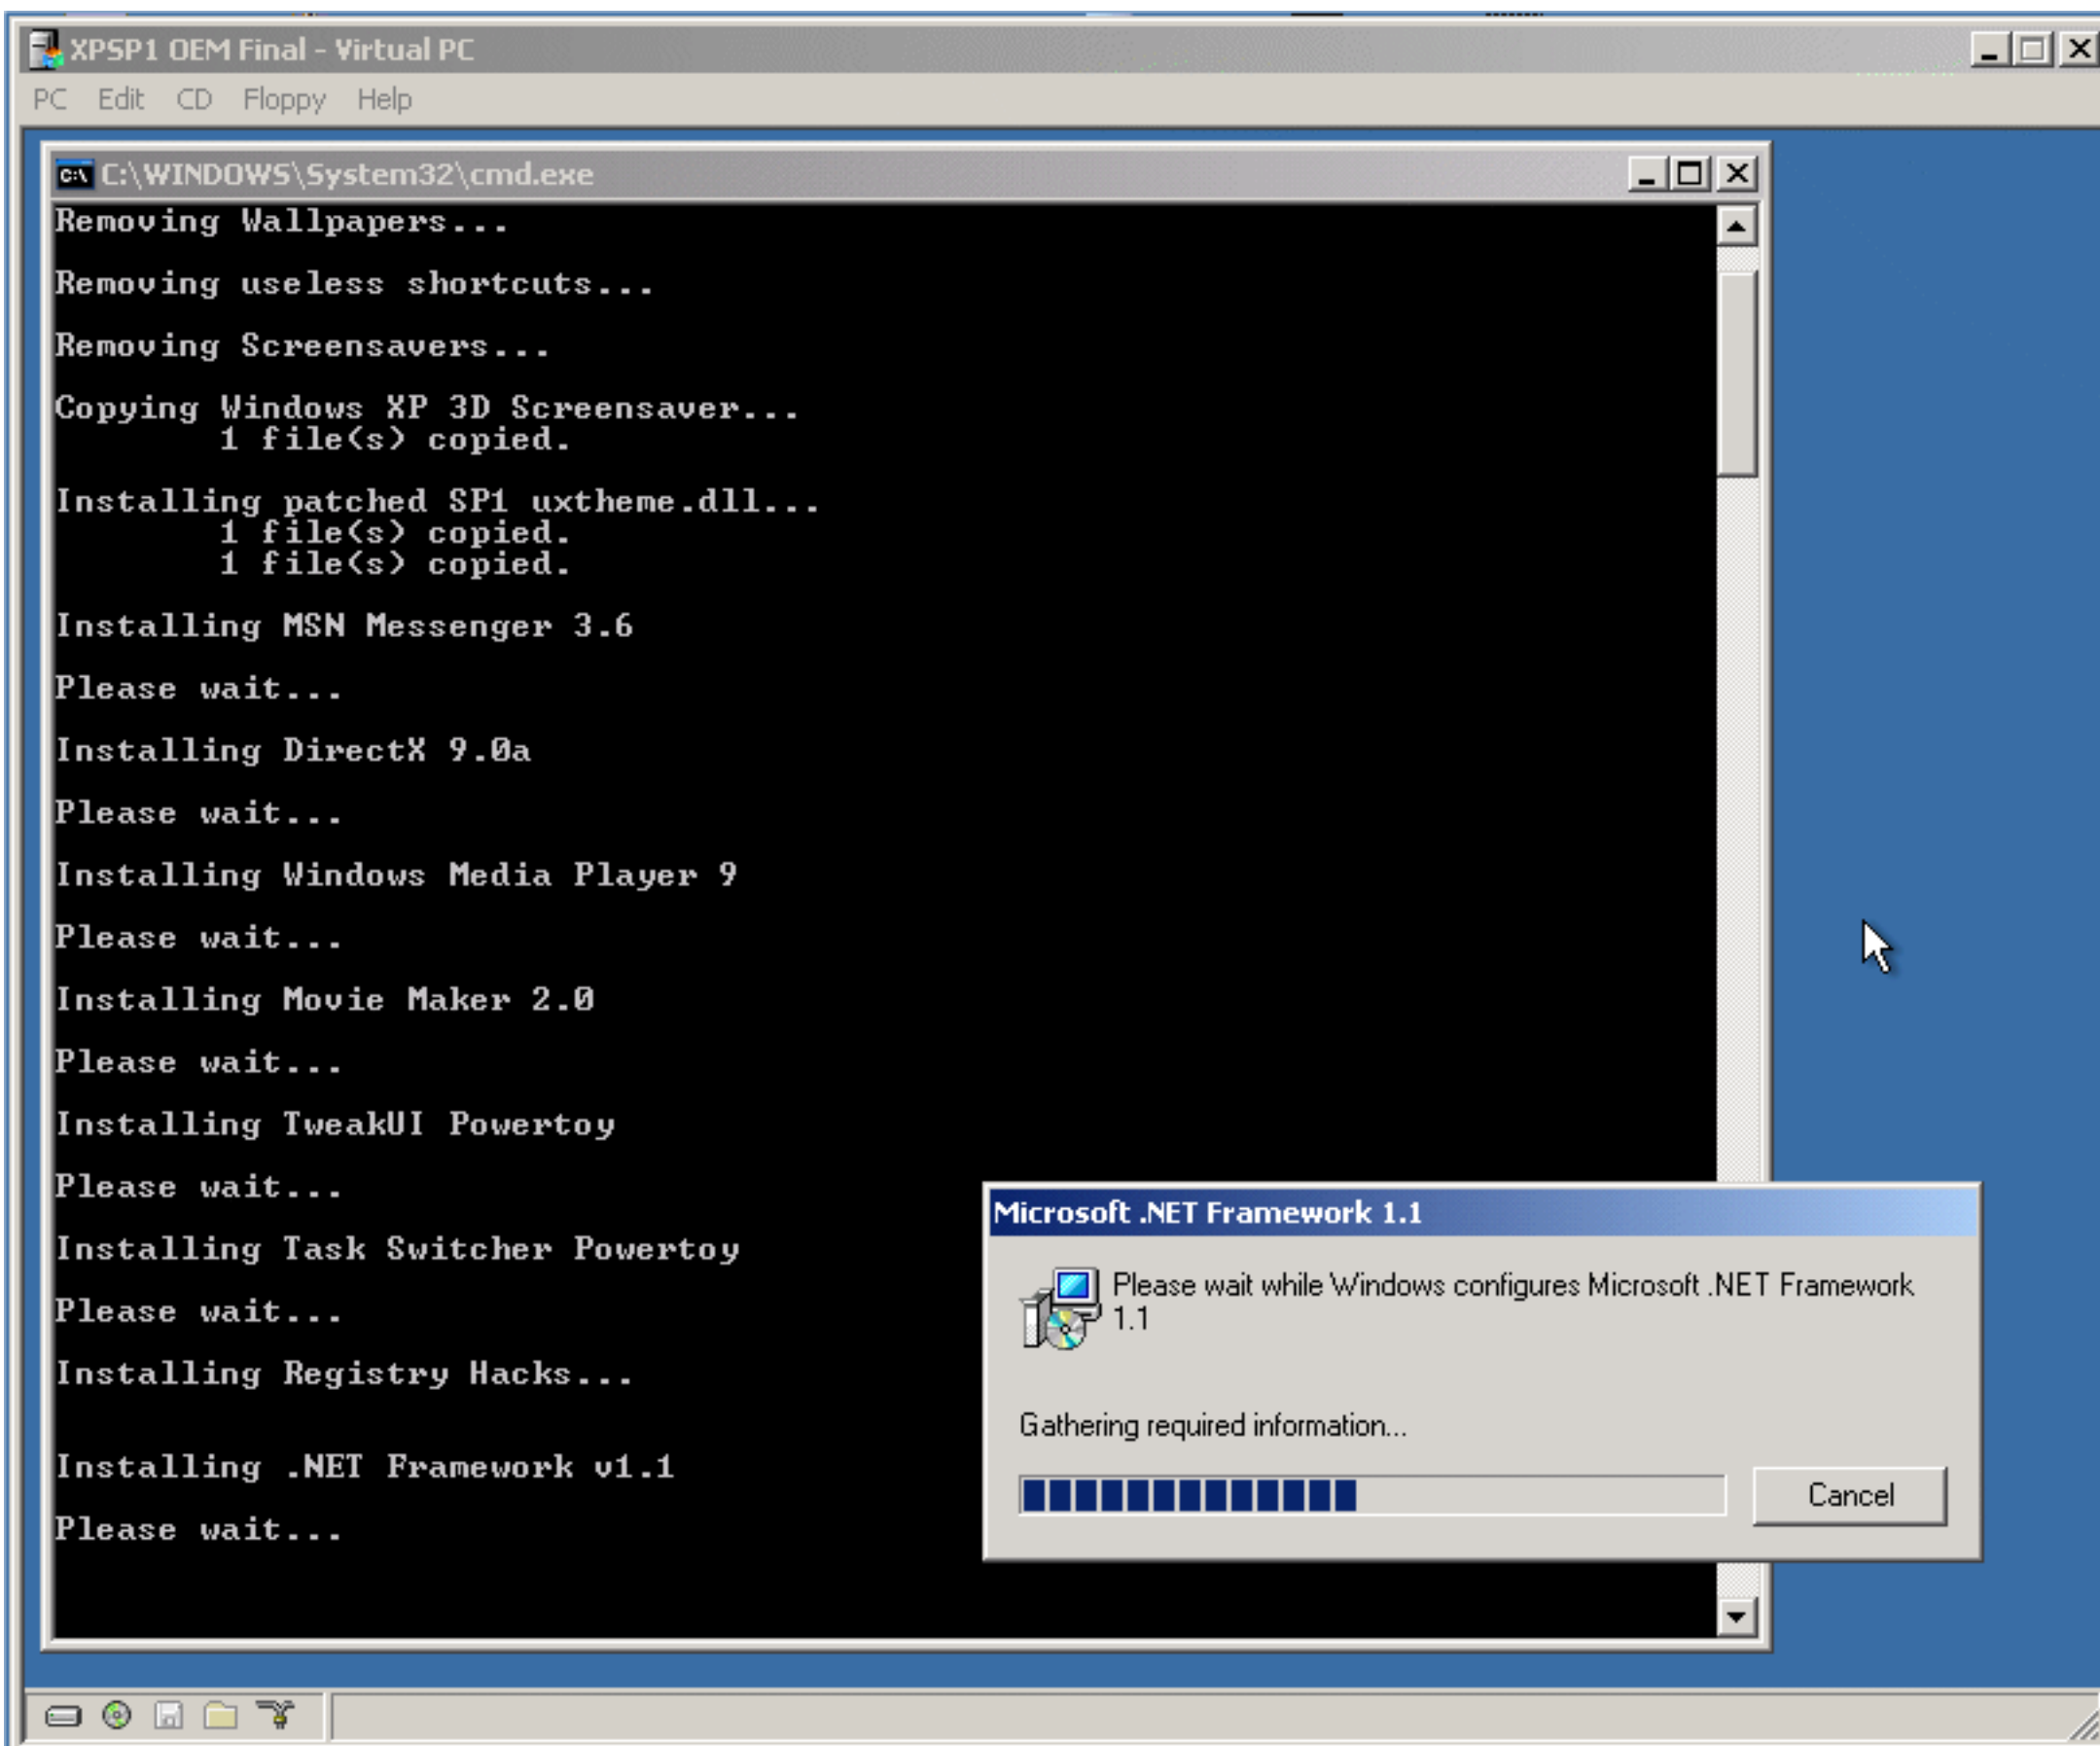 XPSP1 OEM Final - Virtual PC
PC Edit CD Floppy Help
C:\WINDOWS\System32\cmd.exe
Removing Wallpapers...
Removing useless shortcuts...
Removing Screensavers...
Copying Windows XP 3D Screensaver...
1 file(s) copied.
Installing patched SP1 uxtheme.dll...
1 file(s) copied.
1 file(s) copied.
Installing MSN Messenger 3.6
Please wait...
Installing DirectX 9.0a
Please wait...
Installing Windows Media Player 9
Please wait...
Installing Movie Maker 2.0
Please wait...
Installing TweakUI Powertoy
Please wait...
Installing Task Switcher Powertoy
Please wait...
Installing Registry Hacks...
Installing .NET Framework v1.1
Please wait...
Microsoft .NET Framework 1.1
Please wait while Windows configures Microsoft .NET Framework
1.1
Gathering required information...
Cancel